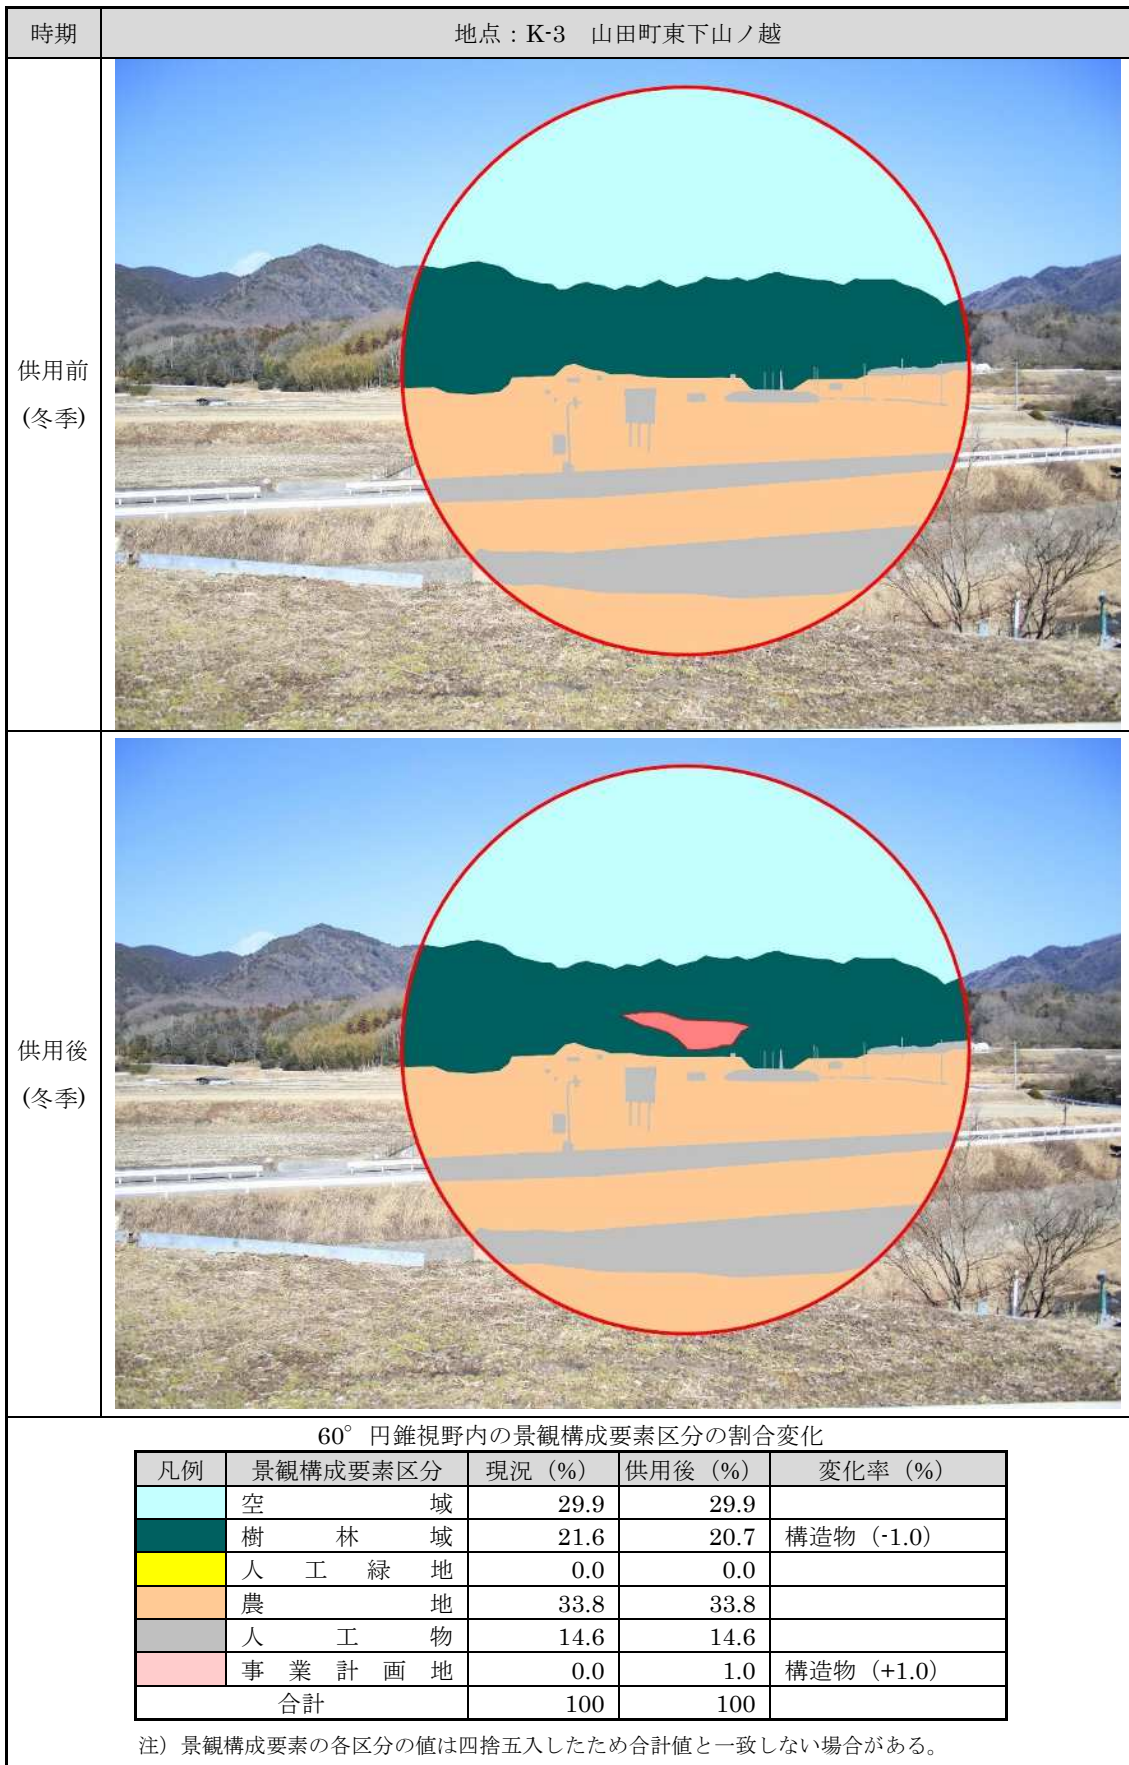 時期 地点：K-3 山田町東下山ノ越
供用前
(冬季)
供用後
(冬季)
60° 円錐視野内の景観構成要素区分の割合変化
凡例 景観構成要素区分 現況（%） 供用後（%） 変化率（%）
空域 29.9 29.9
樹林域 21.6 20.7 構造物（-1.0）
人工緑地 0.0 0.0
農地 33.8 33.8
人工物 14.6 14.6
事業計画地 0.0 1.0 構造物（+1.0）
合計 100 100
注）景観構成要素の各区分の値は四捨五入したため合計値と一致しない場合がある。